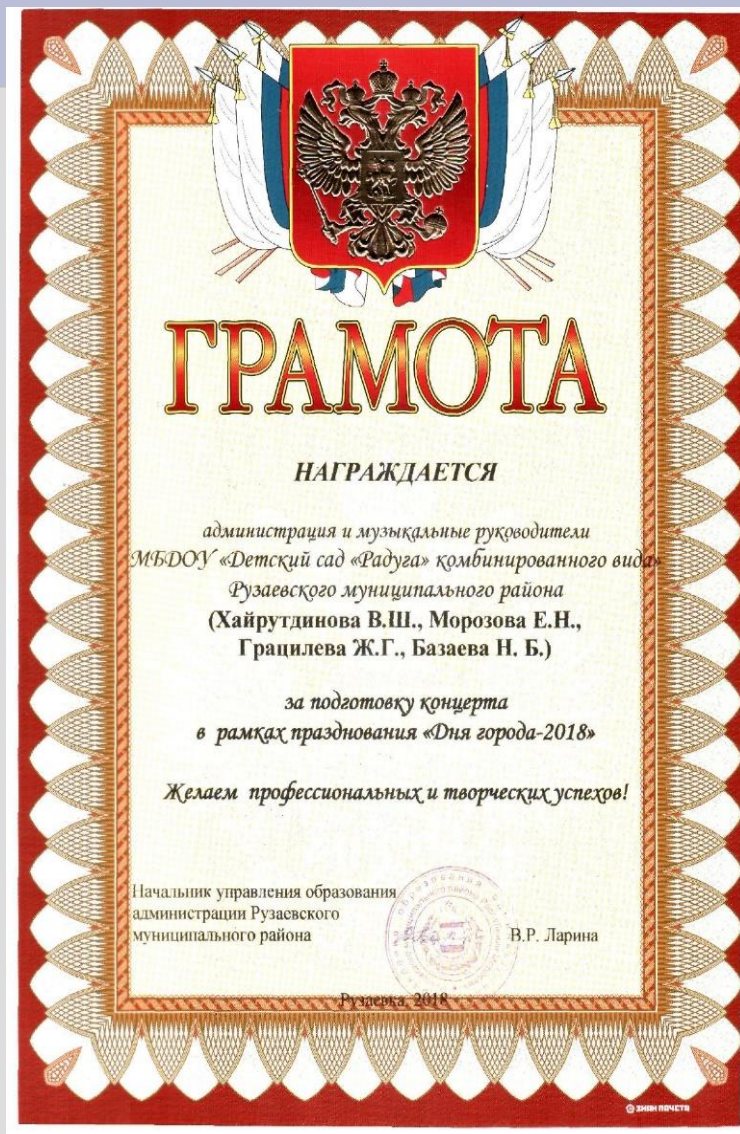 ГРАМОТА
НАГРАЖДАЕТСЯ
администрация и музыкальные руководители
МБДОУ «Детский сад «Радуга» комбинированного вида»
Рузаевского муниципального района
(Хайрутдинова В.Ш., Морозова Е.Н.,
Грацилева Ж.Г., Базаева Н. Б.)
за подготовку концерта
в рамках празднования «Дня города-2018»
Желаем профессиональных и творческих успехов!
Начальник управления образования
администрации Рузаевского
муниципального района
В.Р. Ларина
Рузаевка, 2018
ЗНАК ПОЧЕТА